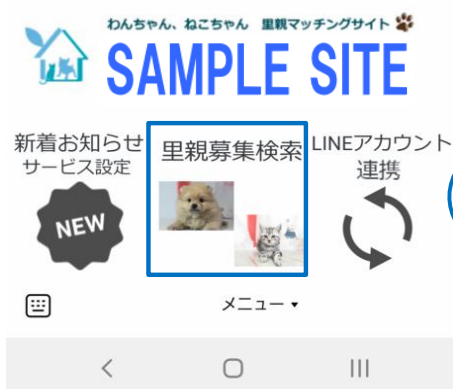 わんちゃん、ねこちゃん 里親マッチングサイト
SAMPLE SITE
新着お知らせ
サービス設定
NEW
里親募集検索
LINEアカウント
連携
メニュー ▾